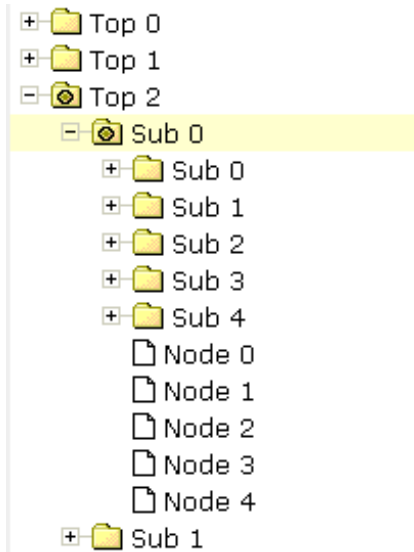 Top 0
Top 1
Top 2
Sub 0
Sub 0
Sub 1
Sub 2
Sub 3
Sub 4
Node 0
Node 1
Node 2
Node 3
Node 4
Sub 1